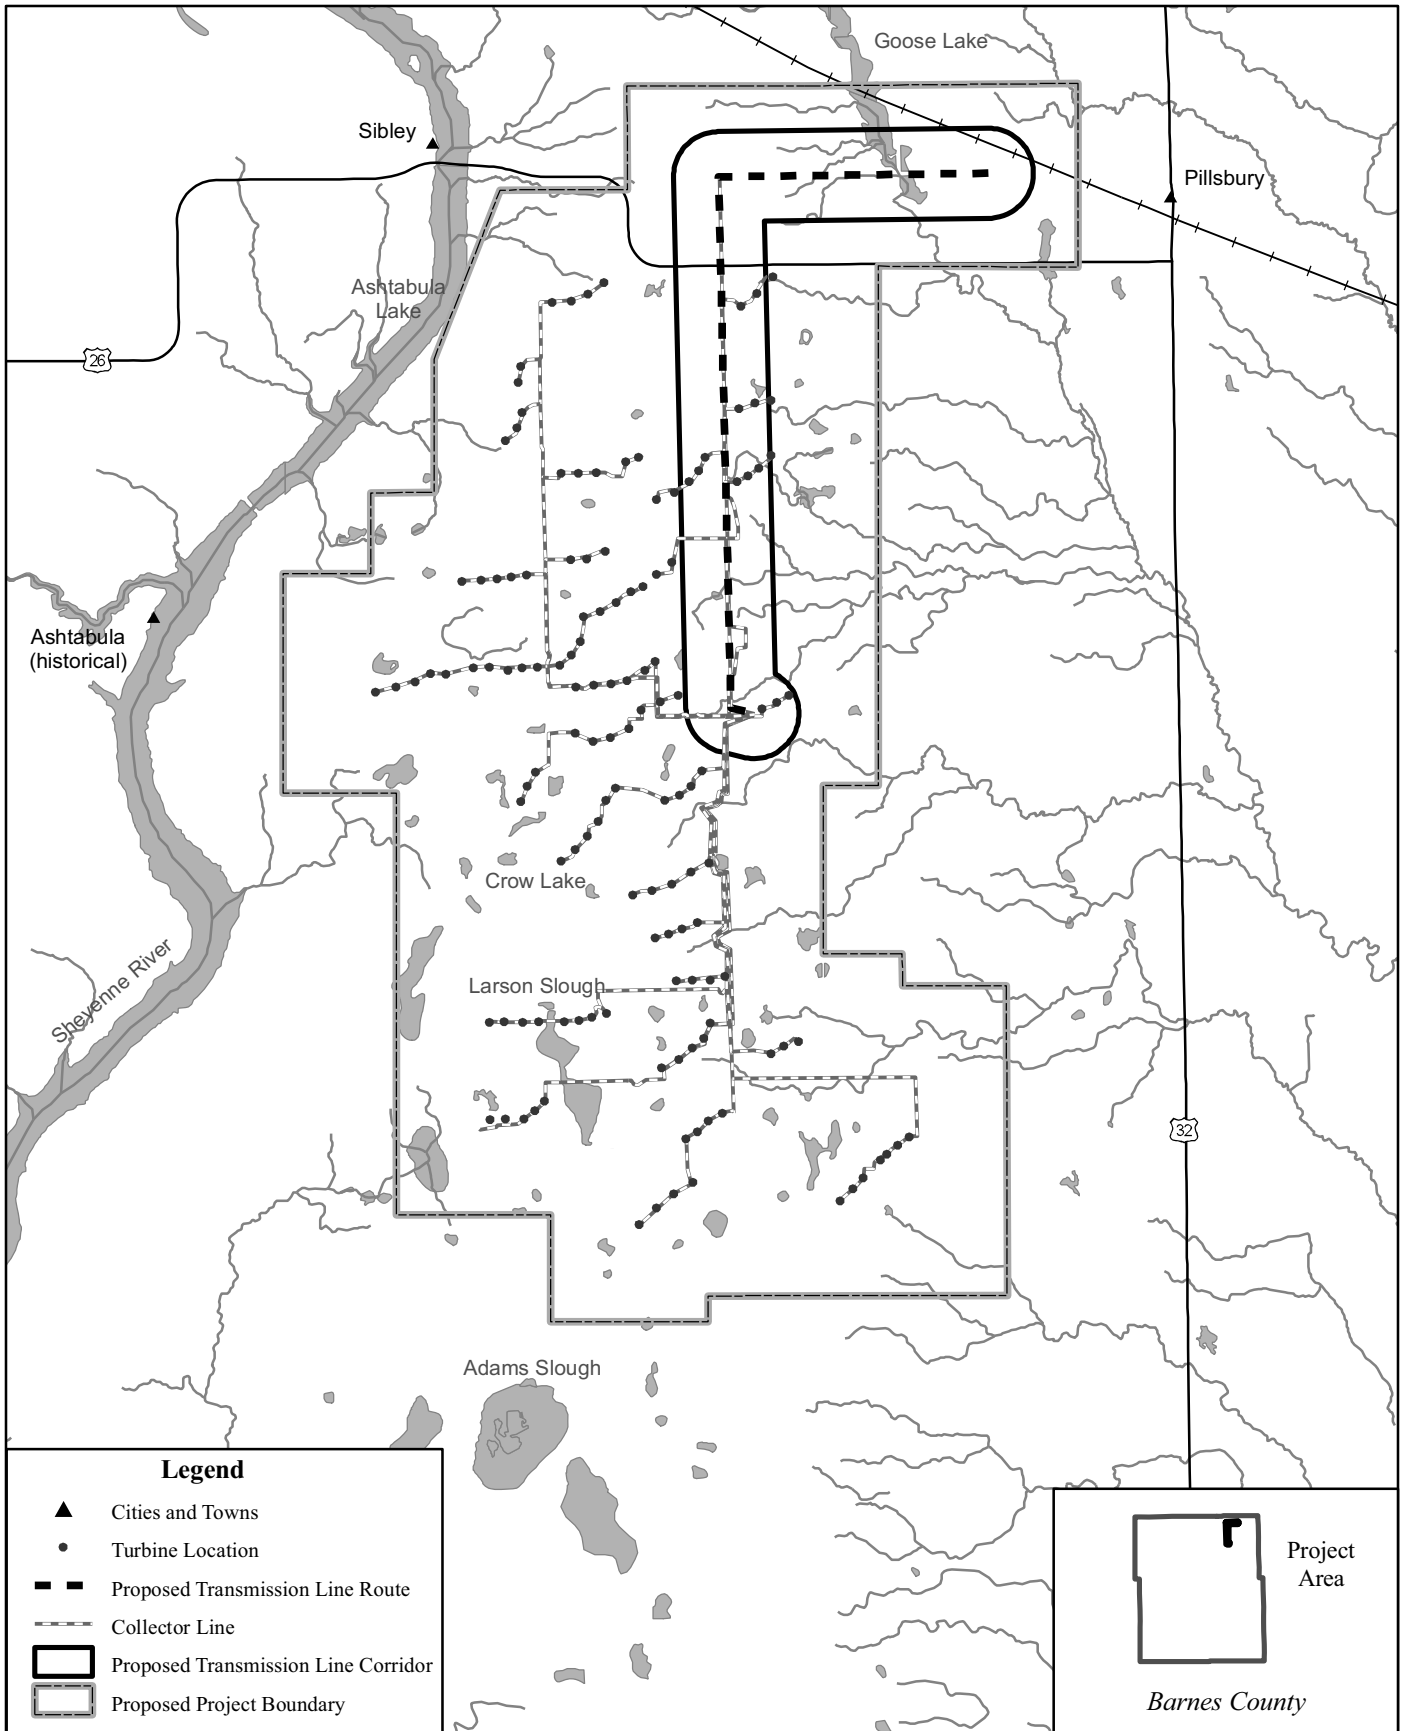 Goose Lake
Sibley
Pillsbury
Ashtabula
Lake
26
Ashtabula
(historical)
Crow Lake
Sheyenne River
Larson Slough
32
Adams Slough
Legend
Cities and Towns
Turbine Location
Proposed Transmission Line Route
Collector Line
Proposed Transmission Line Corridor
Proposed Project Boundary
Project
Area
Barnes County